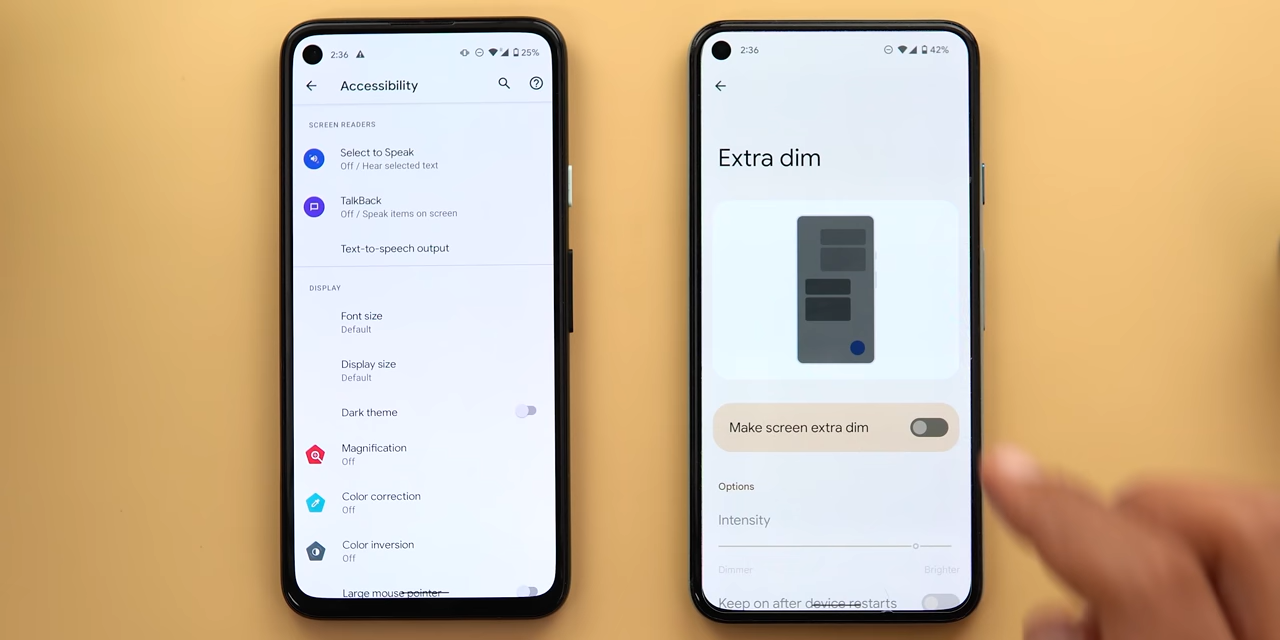 2:36
25%
Accessibility
SCREEN READERS
Select to Speak
Off / Hear selected text
TalkBack
Off / Speak items on screen
Text-to-speech output
DISPLAY
Font size
Default
Display size
Default
Dark theme
Magnification
Off
Color correction
Off
Color inversion
Off
Large mouse pointer
2:36
42%
Extra dim
Make screen extra dim
Options
Intensity
Dimmer
Brighter
Keep on after device restarts